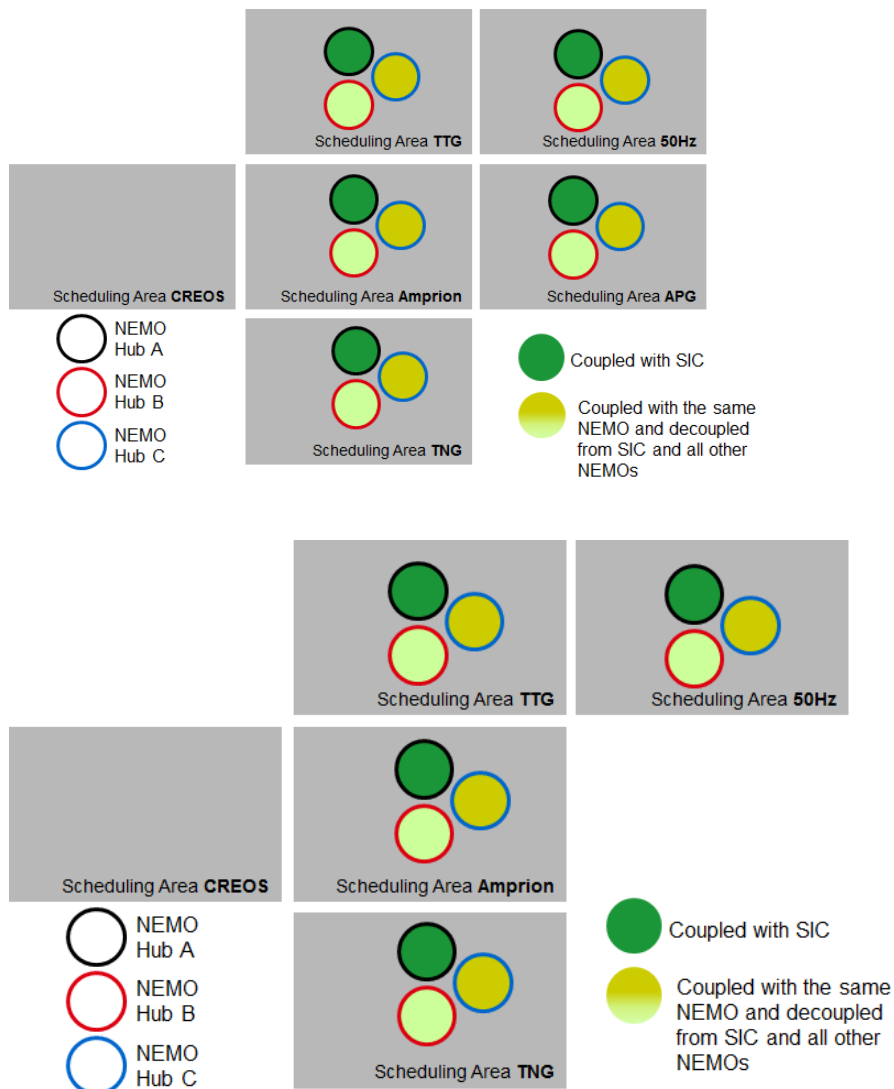 Scheduling Area TTG
Scheduling Area 50Hz
Scheduling Area CREOS
Scheduling Area Amprion
Scheduling Area APG
NEMO
Hub A
NEMO
Hub B
NEMO
Hub C
Scheduling Area TNG
Coupled with SIC
Coupled with the same
NEMO and decoupled
from SIC and all other
NEMOs
Scheduling Area TTG
Scheduling Area 50Hz
Scheduling Area CREOS
Scheduling Area Amprion
NEMO
Hub A
NEMO
Hub B
NEMO
Hub C
Scheduling Area TNG
Coupled with SIC
Coupled with the same
NEMO and decoupled
from SIC and all other
NEMOs